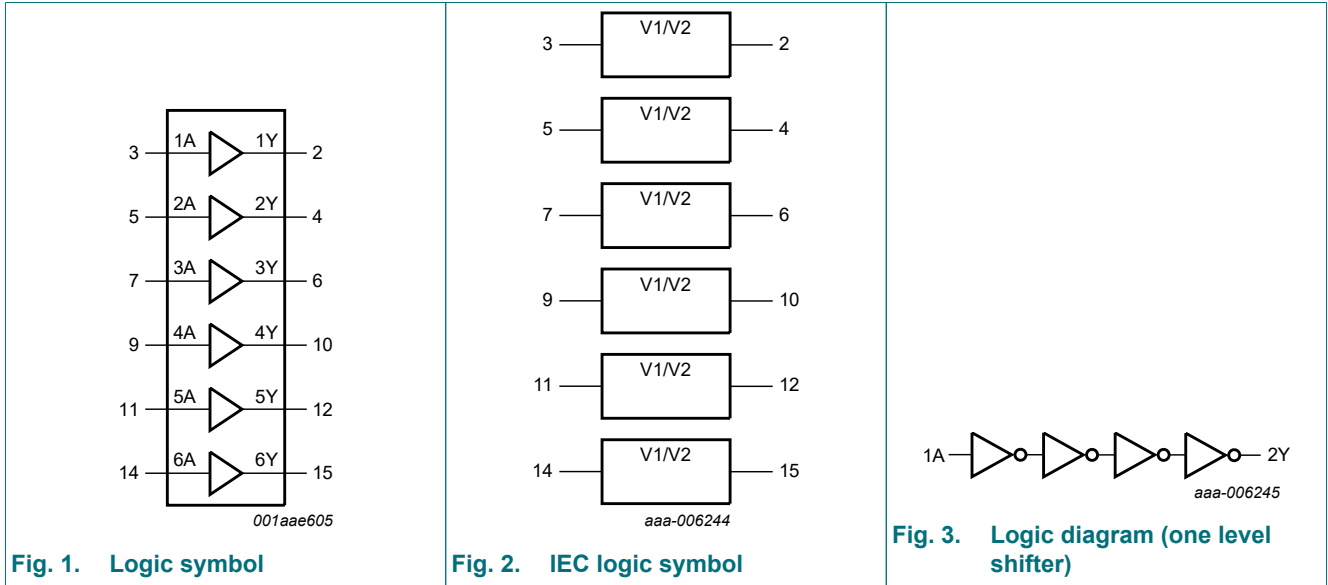 3 1A 1Y 2
5 2A 2Y 4
7 3A 3Y 6
9 4A 4Y 10
11 5A 5Y 12
14 6A 6Y 15
001aae605
Fig. 1. Logic symbol
3 V1/V2 2
5 V1/V2 4
7 V1/V2 6
9 V1/V2 10
11 V1/V2 12
14 V1/V2 15
aaa-006244
Fig. 2. IEC logic symbol
1A 2Y
aaa-006245
Fig. 3. Logic diagram (one level
shifter)